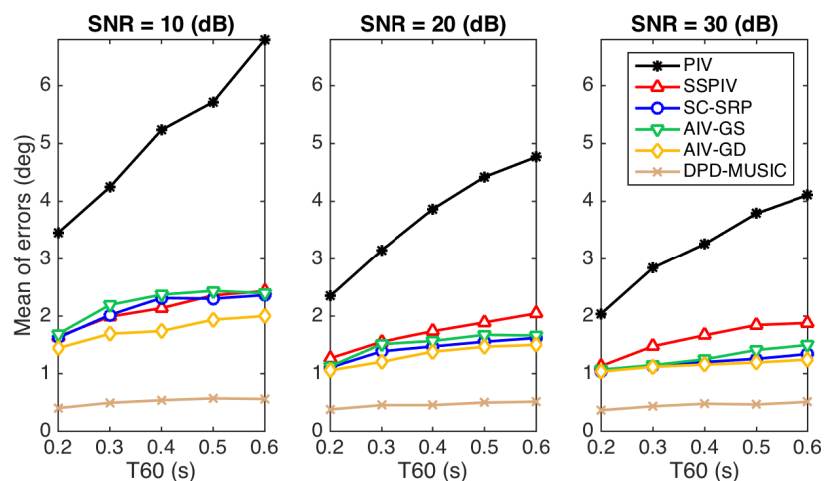 SNR = 10 (dB)
SNR = 20 (dB)
SNR = 30 (dB)
Mean of errors (deg)
6
5
4
3
2
1
0
0.2 0.3 0.4 0.5 0.6
T60 (s)
6
5
4
3
2
1
0
0.2 0.3 0.4 0.5 0.6
T60 (s)
6
5
4
3
2
1
0
0.2 0.3 0.4 0.5 0.6
T60 (s)
PIV
SSPIV
SC-SRP
AIV-GS
AIV-GD
DPD-MUSIC